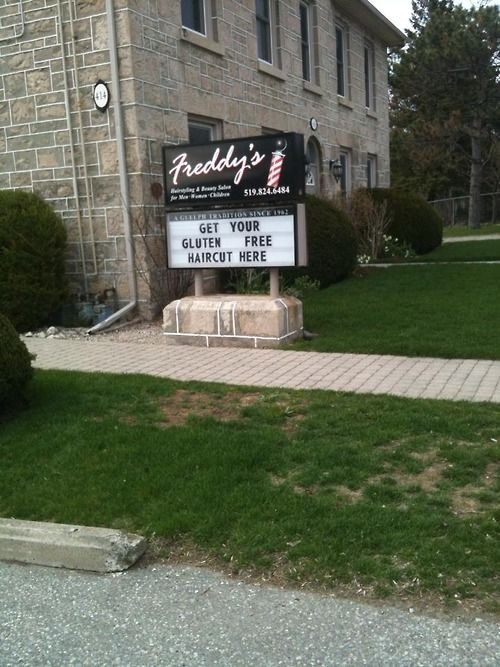 414
Freddy's
Hairstyling & Beauty Salon
for Men·Women·Children
519.824.6484
A GUELPH TRADITION SINCE 1962
GET YOUR
GLUTEN FREE
HAIRCUT HERE